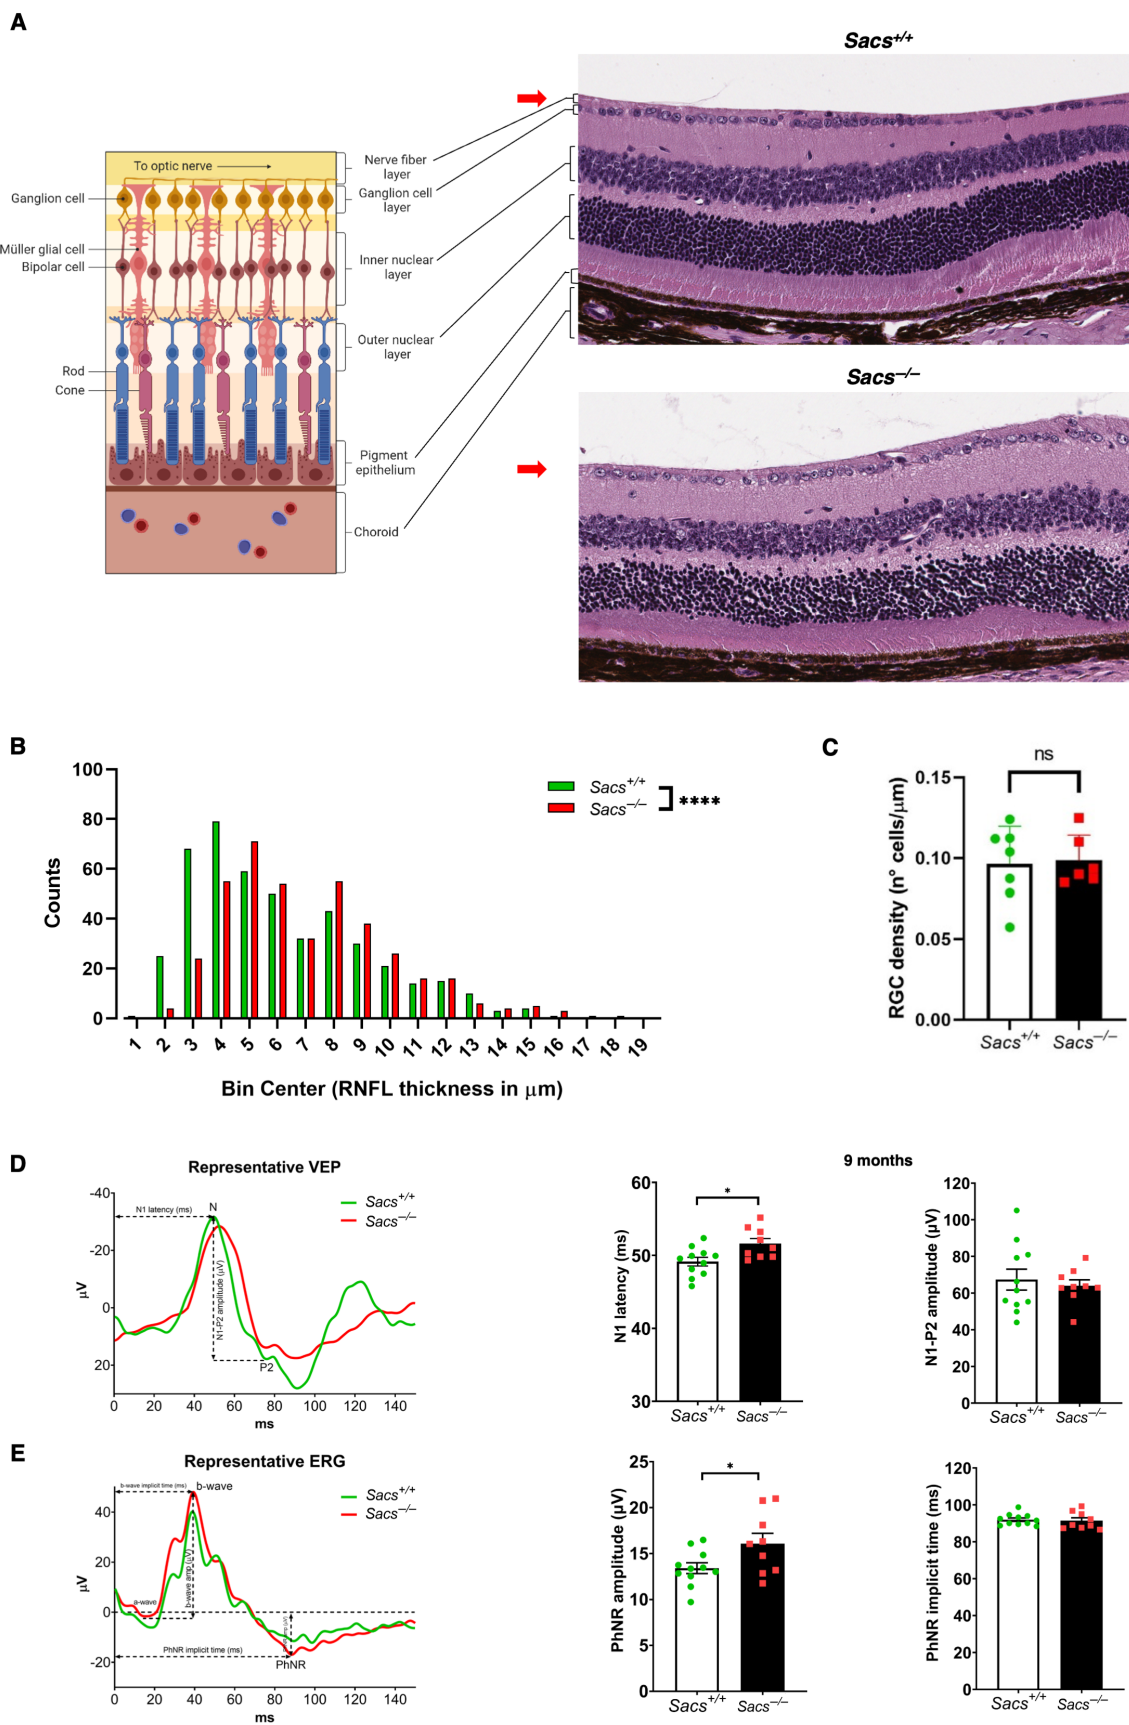 A
Sacs+/+
To optic nerve
Nerve fiber
layer
Ganglion cell
Ganglion cell
layer
Müller glial cell
Bipolar cell
Inner nuclear
layer
Outer nuclear
layer
Rod
Cone
Sacs–/–
Pigment
epithelium
Choroid
B
100
80
60
40
20
0
Counts
Sacs+/+
Sacs–/–
****
1 2 3 4 5 6 7 8 9 10 11 12 13 14 15 16 17 18 19
Bin Center (RNFL thickness in μm)
C
ns
0.15
0.10
0.05
0.00
RGC density (n° cells/μm)
Sacs+/+ Sacs–/–
D
Representative VEP
-40
-20
0
20
μV
N1 latency (ms)
N
N1-P2 amplitude (μV)
P2
Sacs+/+
Sacs–/–
0 20 40 60 80 100 120 140
ms
9 months
60
50
40
30
N1 latency (ms)
*
Sacs+/+ Sacs–/–
120
100
80
60
40
20
0
N1-P2 amplitude (μV)
Sacs+/+ Sacs–/–
E
Representative ERG
40
20
0
-20
μV
b-wave implicit time (ms)
b-wave
b-wave amp (μV)
a-wave
PhNR implicit time (ms)
PhNR
Sacs+/+
Sacs–/–
0 20 40 60 80 100 120 140
ms
25
20
15
10
5
0
PhNR amplitude (μV)
*
Sacs+/+ Sacs–/–
120
100
80
60
40
20
0
PhNR implicit time (ms)
Sacs+/+ Sacs–/–